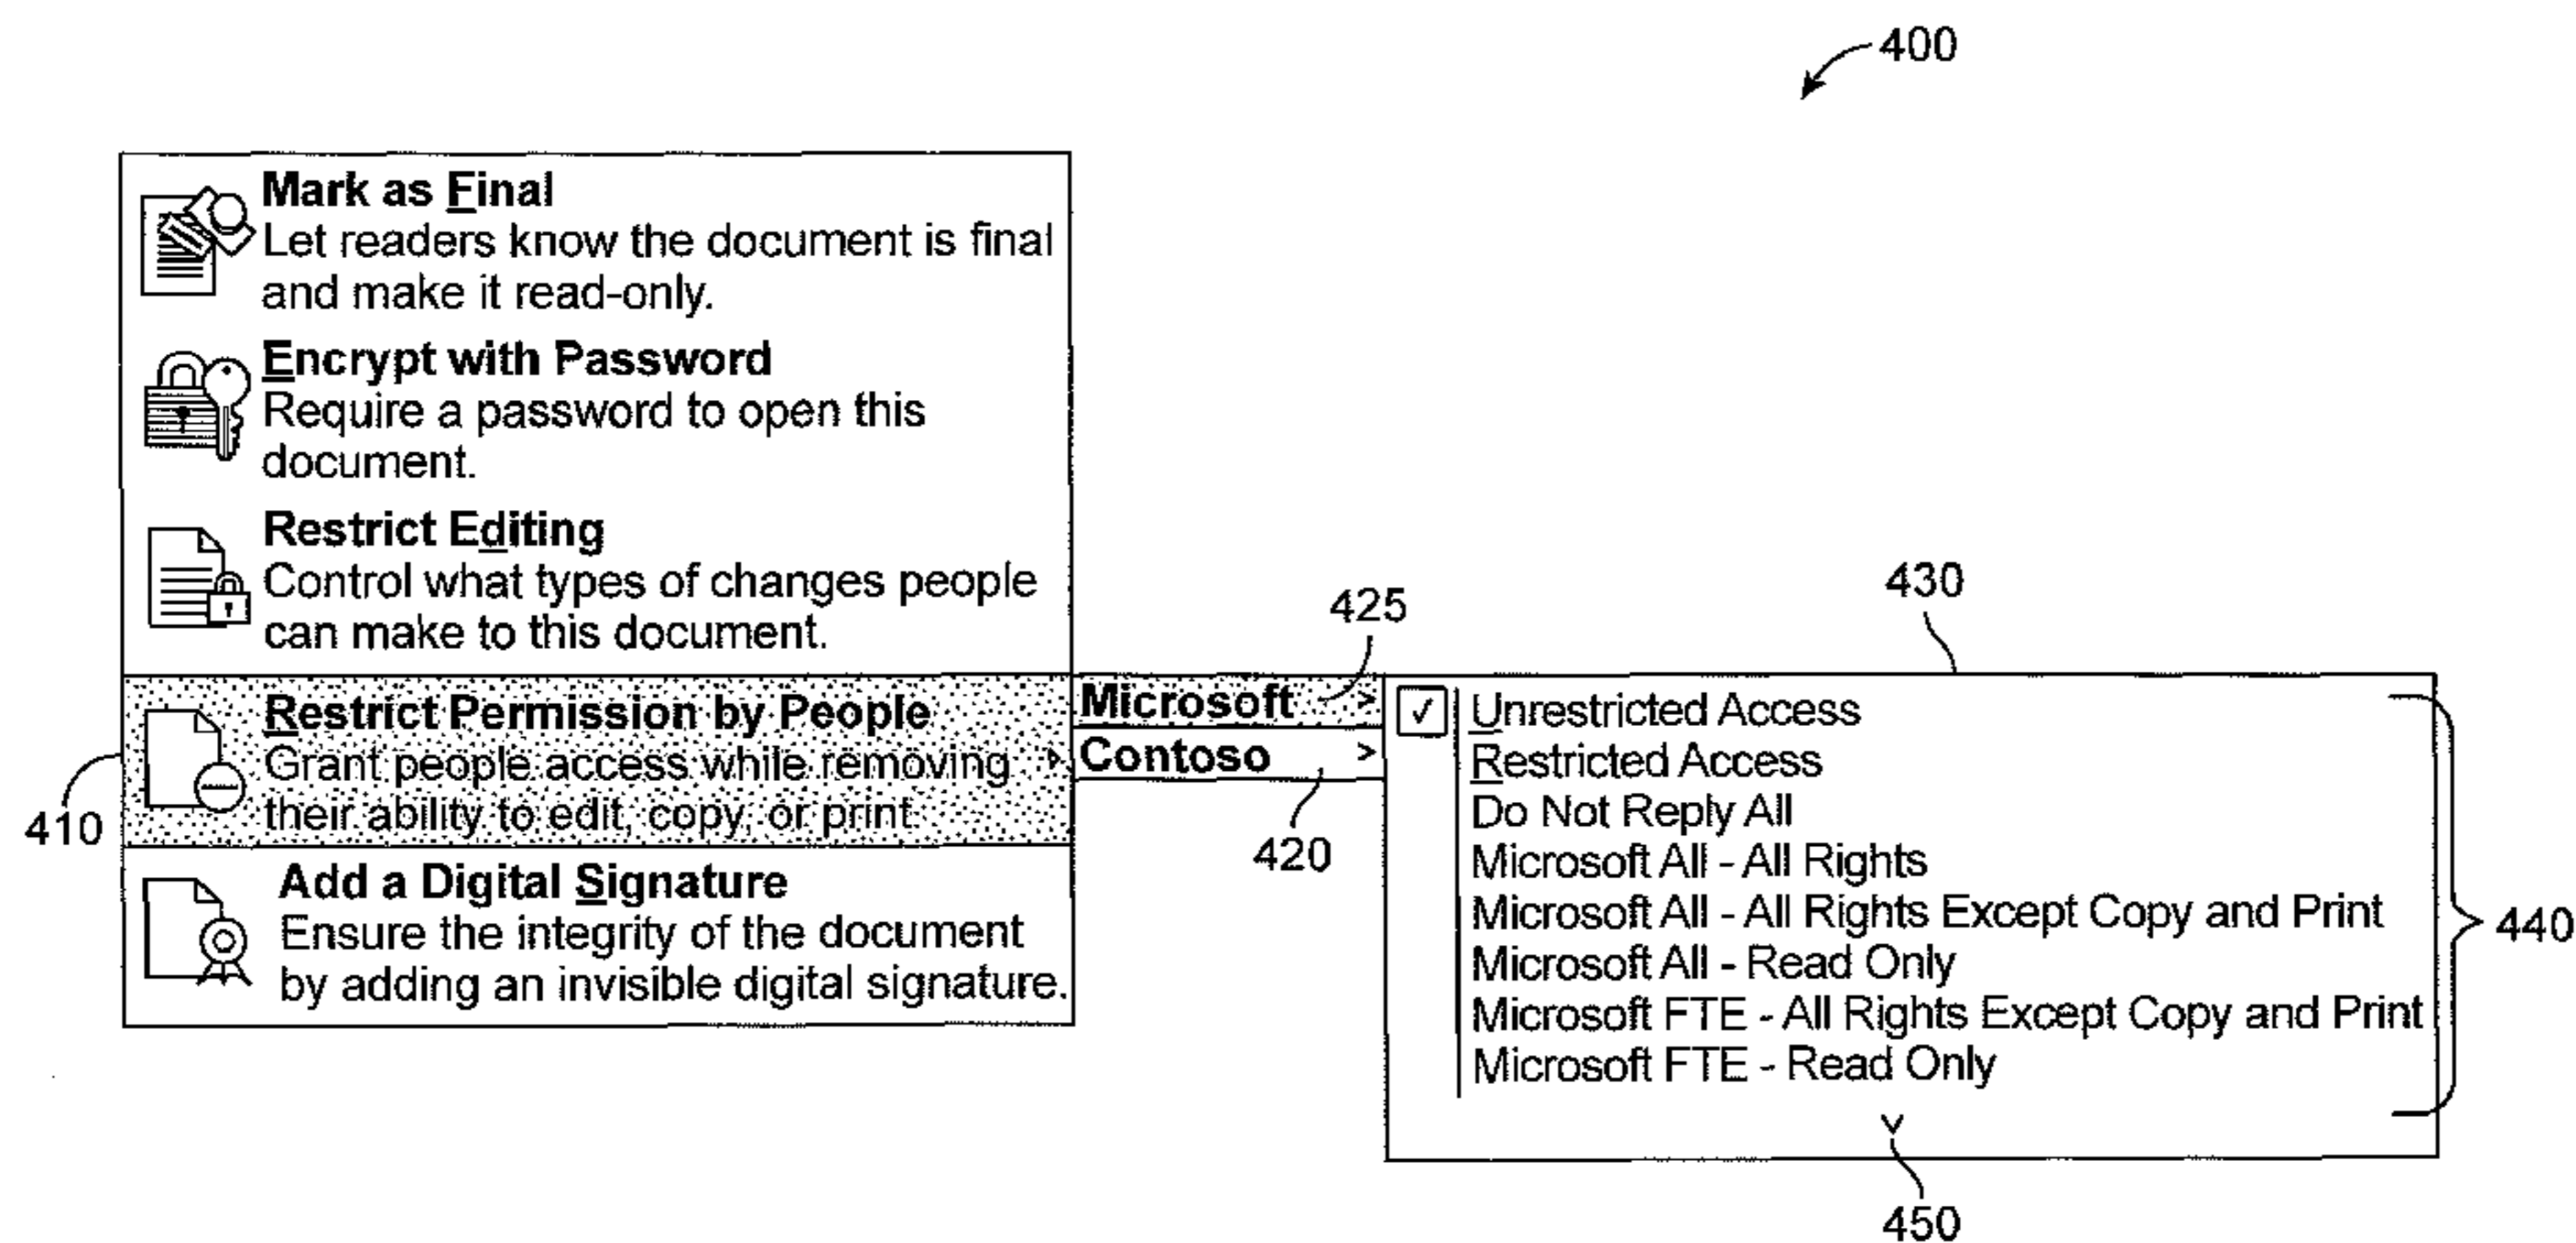 400
Mark as Final
Let readers know the document is final
and make it read-only.
Encrypt with Password
Require a password to open this
document.
Restrict Editing
Control what types of changes people
can make to this document.
410
Restrict Permission by People
Grant people access while removing
their ability to edit, copy, or print
Add a Digital Signature
Ensure the integrity of the document
by adding an invisible digital signature.
425
Microsoft >
Contoso >
420
430
✓ Unrestricted Access
Restricted Access
Do Not Reply All
Microsoft All - All Rights
Microsoft All - All Rights Except Copy and Print
Microsoft All - Read Only
Microsoft FTE - All Rights Except Copy and Print
Microsoft FTE - Read Only
440
450